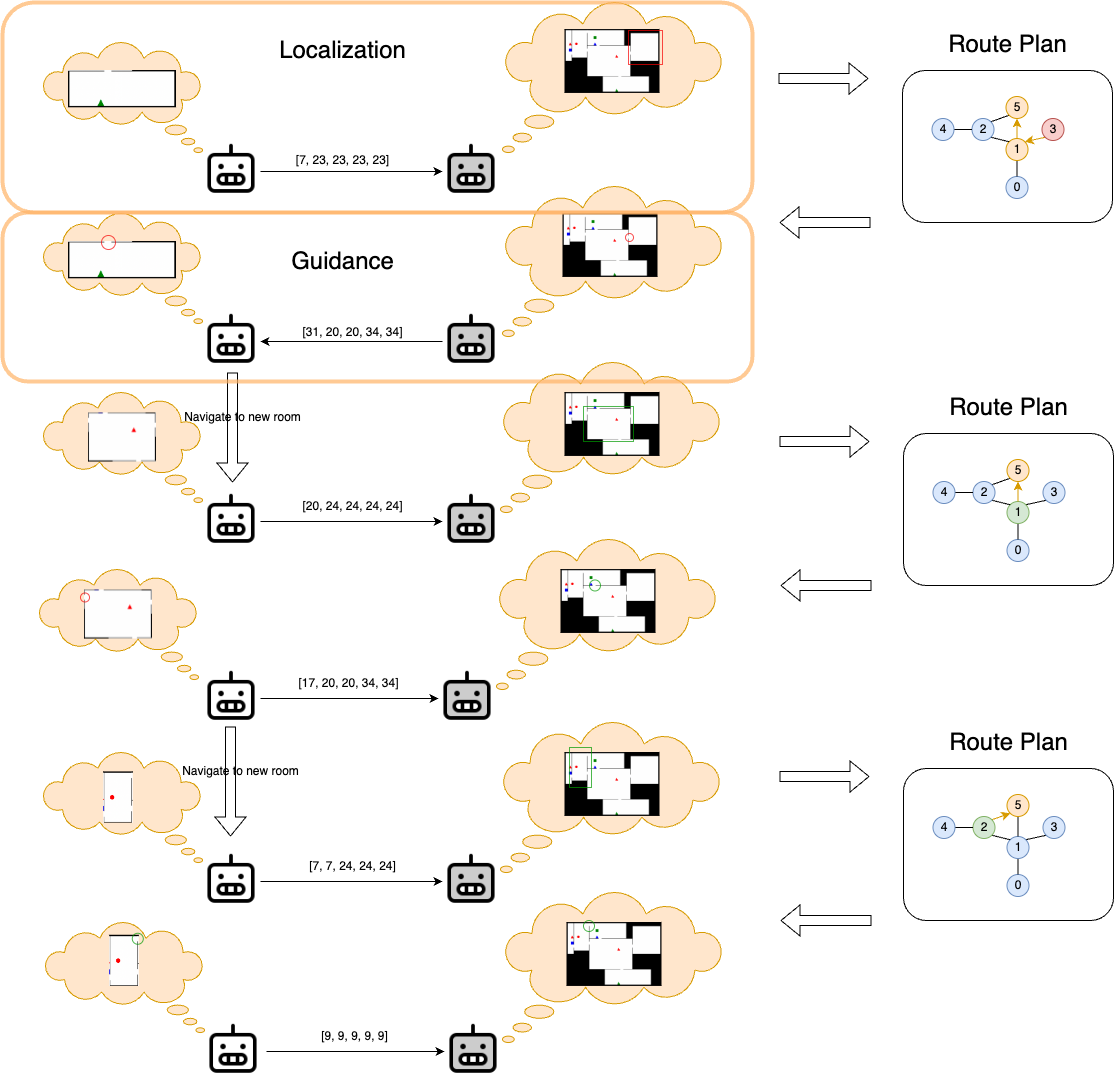 Localization
[7, 23, 23, 23, 23]
Route Plan
5
4
2
3
1
0
Guidance
[31, 20, 20, 34, 34]
Navigate to new room
[20, 24, 24, 24, 24]
Route Plan
5
4
2
3
1
0
[17, 20, 20, 34, 34]
Navigate to new room
[7, 7, 24, 24, 24]
Route Plan
5
4
2
3
1
0
[9, 9, 9, 9, 9]